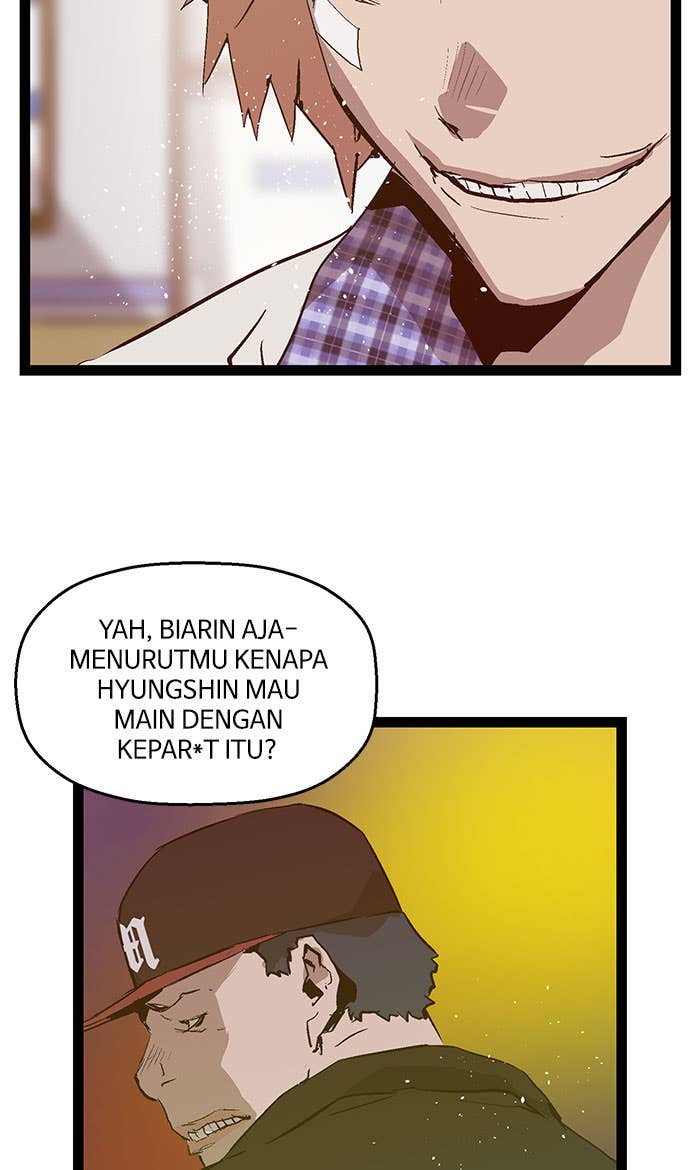 YAH, BIARIN AJA-
MENURUTMU KENAPA
HYUNGSHIN MAU
MAIN DENGAN
KEPAR*T ITU?